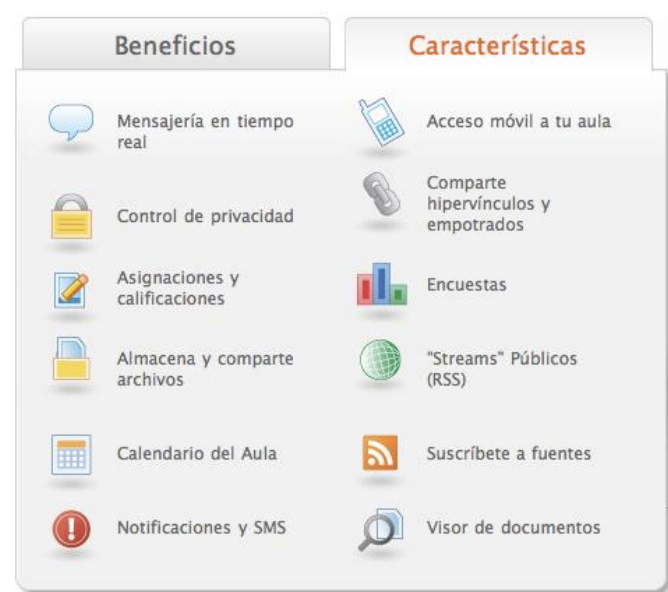 Beneficios
Características
Mensajería en tiempo
real
Acceso móvil a tu aula
Control de privacidad
Comparte
hipervínculos y
empotrados
Asignaciones y
calificaciones
Encuestas
Almacena y comparte
archivos
"Streams" Públicos
(RSS)
Calendario del Aula
Suscríbete a fuentes
Notificaciones y SMS
Visor de documentos